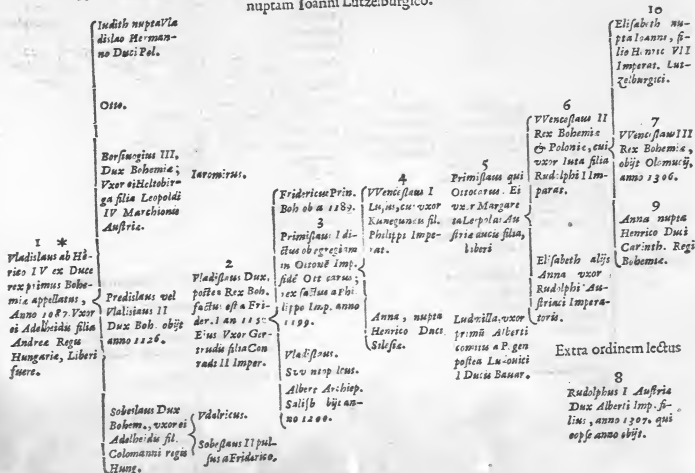 nuptam Ioanni Lutzelburgico.
Iudith nupta Vla
dislao Herman-
no Duci Pol.
Otto.
Borsiuogius III,
Dux Bohemiæ;
Vxor ei Helbir-
ga filia Leopoldi
IV Marchionis
Austriæ.
Iaromirus.
1 *
Vladislaus ab Hē-
rico IV ex Duce
rex primus Bohe-
miæ appellatus,
Anno 1087. Vxor
ei Adelheidis filia
Andreæ Regis
Hungariæ, Liberi
fuere.
Predislaus vel
Vlatislaus II
Dux Boh. obijt
anno 1126.
Sobeslaus Dux
Bohem., vxor ei
Adelheidis fil.
Colomanni regis
Hung.
Vdelricus.
Sobeslaus II pul-
sus a Friderico.
2
Vladislaus Dux,
postea Rex Boh.
factus est a Fri-
der. I an
Eius Vxor Ger-
trudis filia Con
radi II Imper.
Fridericus Prin.
Boh ob a 1189.
3
Primislaus I di-
ctus ob egregiam
in Ottonē Imp.
fidē Ott carus;
rex factus a Phi
lippo Imp. anno
1199.
Vladislaus.
Albert Archiep.
Salisb bijt an-
no 1200.
4
VVenceslaus I
vxor
Kunegundis fil.
Philippi Impe-
rat.
Anna, nupta
Henrico Duci
Silesiæ.
5
Primislaus qui
Ottocarus. Ei
vxor Margare
ta Leopoldi Au
striæ ducis filia,
liberi
Ludmilla, vxor
primū Alberti
comitis a P.gen
postea Ludouici
I Ducis Bauar.
6
VVenceslaus II
Rex Bohemiæ
& Poloniæ, cui
vxor Iuta filia
Rudolphi I Im-
perat.
Elisabeth alijs
Anna vxor
Rudolphi Au-
striaci Impera-
toris.
10
Elisabeth nu-
pta Ioanni, fi-
lio Henric VII
Imperat. Lut-
zelburgici.
7
VVenceslaus III
Rex Bohemiæ,
obijt Olomucij,
anno 1306.
9
Anna nupta
Henrico Duci
Carinth. Regi
Bohemiæ.
Extra ordinem lectus
8
Rudolphus I Austriæ
Dux Alberti Imp. fi-
lius, anno 1307. qui
eopse anno obijt.